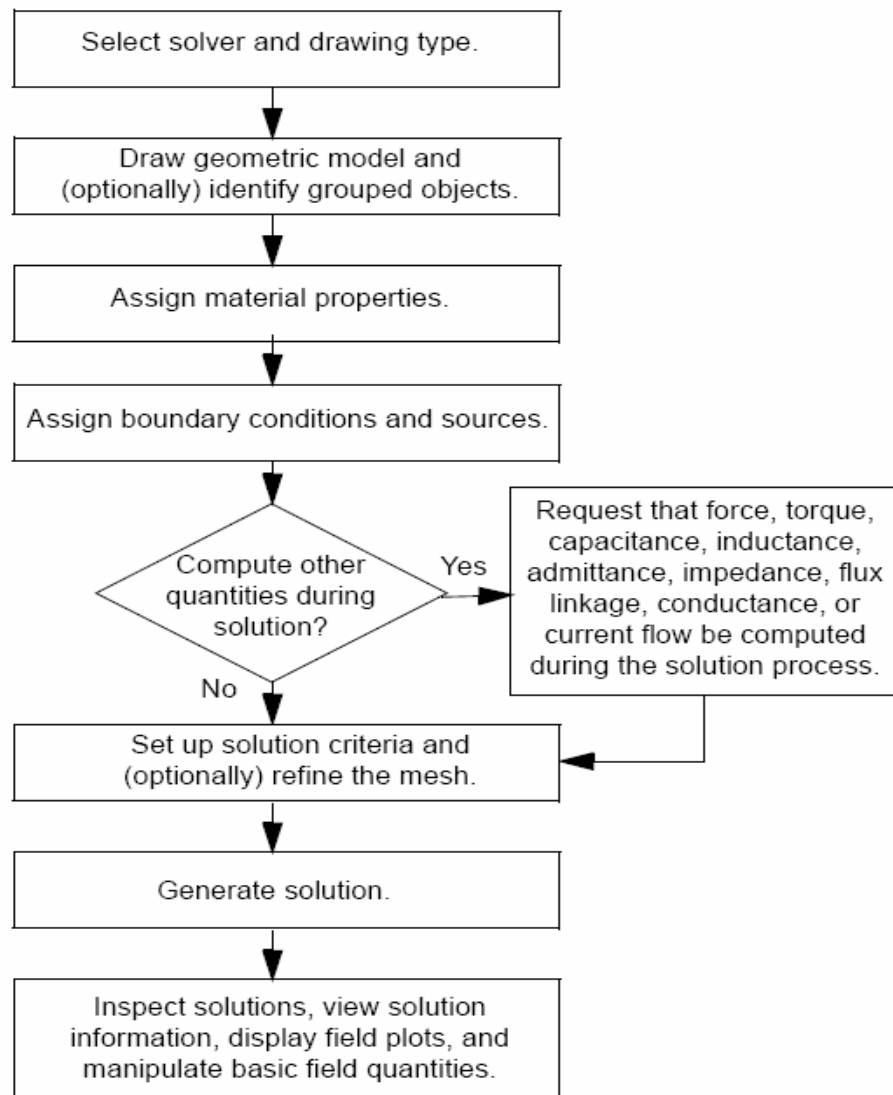 Select solver and drawing type.
Draw geometric model and
(optionally) identify grouped objects.
Assign material properties.
Assign boundary conditions and sources.
Compute other
quantities during
solution?
Yes
Request that force, torque,
capacitance, inductance,
admittance, impedance, flux
linkage, conductance, or
current flow be computed
during the solution process.
No
Set up solution criteria and
(optionally) refine the mesh.
Generate solution.
Inspect solutions, view solution
information, display field plots, and
manipulate basic field quantities.